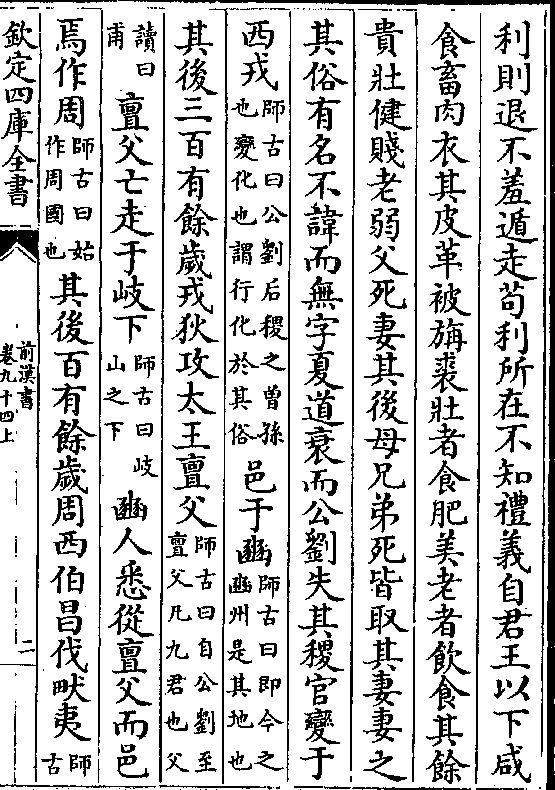 利則退不羞遁走苟利所在不知禮義自君王以下咸
食畜肉衣其皮革被旃裘壯者食肥美老者飲食其餘
貴壯健賤老弱父死妻其後母兄弟死皆取其妻妻之
其俗有名不諱而無字夏道衰而公劉失其稷官變于
西戎師古曰公劉后稷之曽孫也變化也謂行化於其俗邑于豳師古曰即今之豳州是其地也
其後三百有餘歲戎狄攻太王亶父師古曰自公劉至亶父凡九君也父
讀曰甫亶父亡走于岐下師古曰岐山之下豳人悉從亶父而邑
焉作周師古曰始作周國也其後百有餘歲周西伯昌伐畎夷師古
欽定四庫全書
前漢書
卷九十四上
二